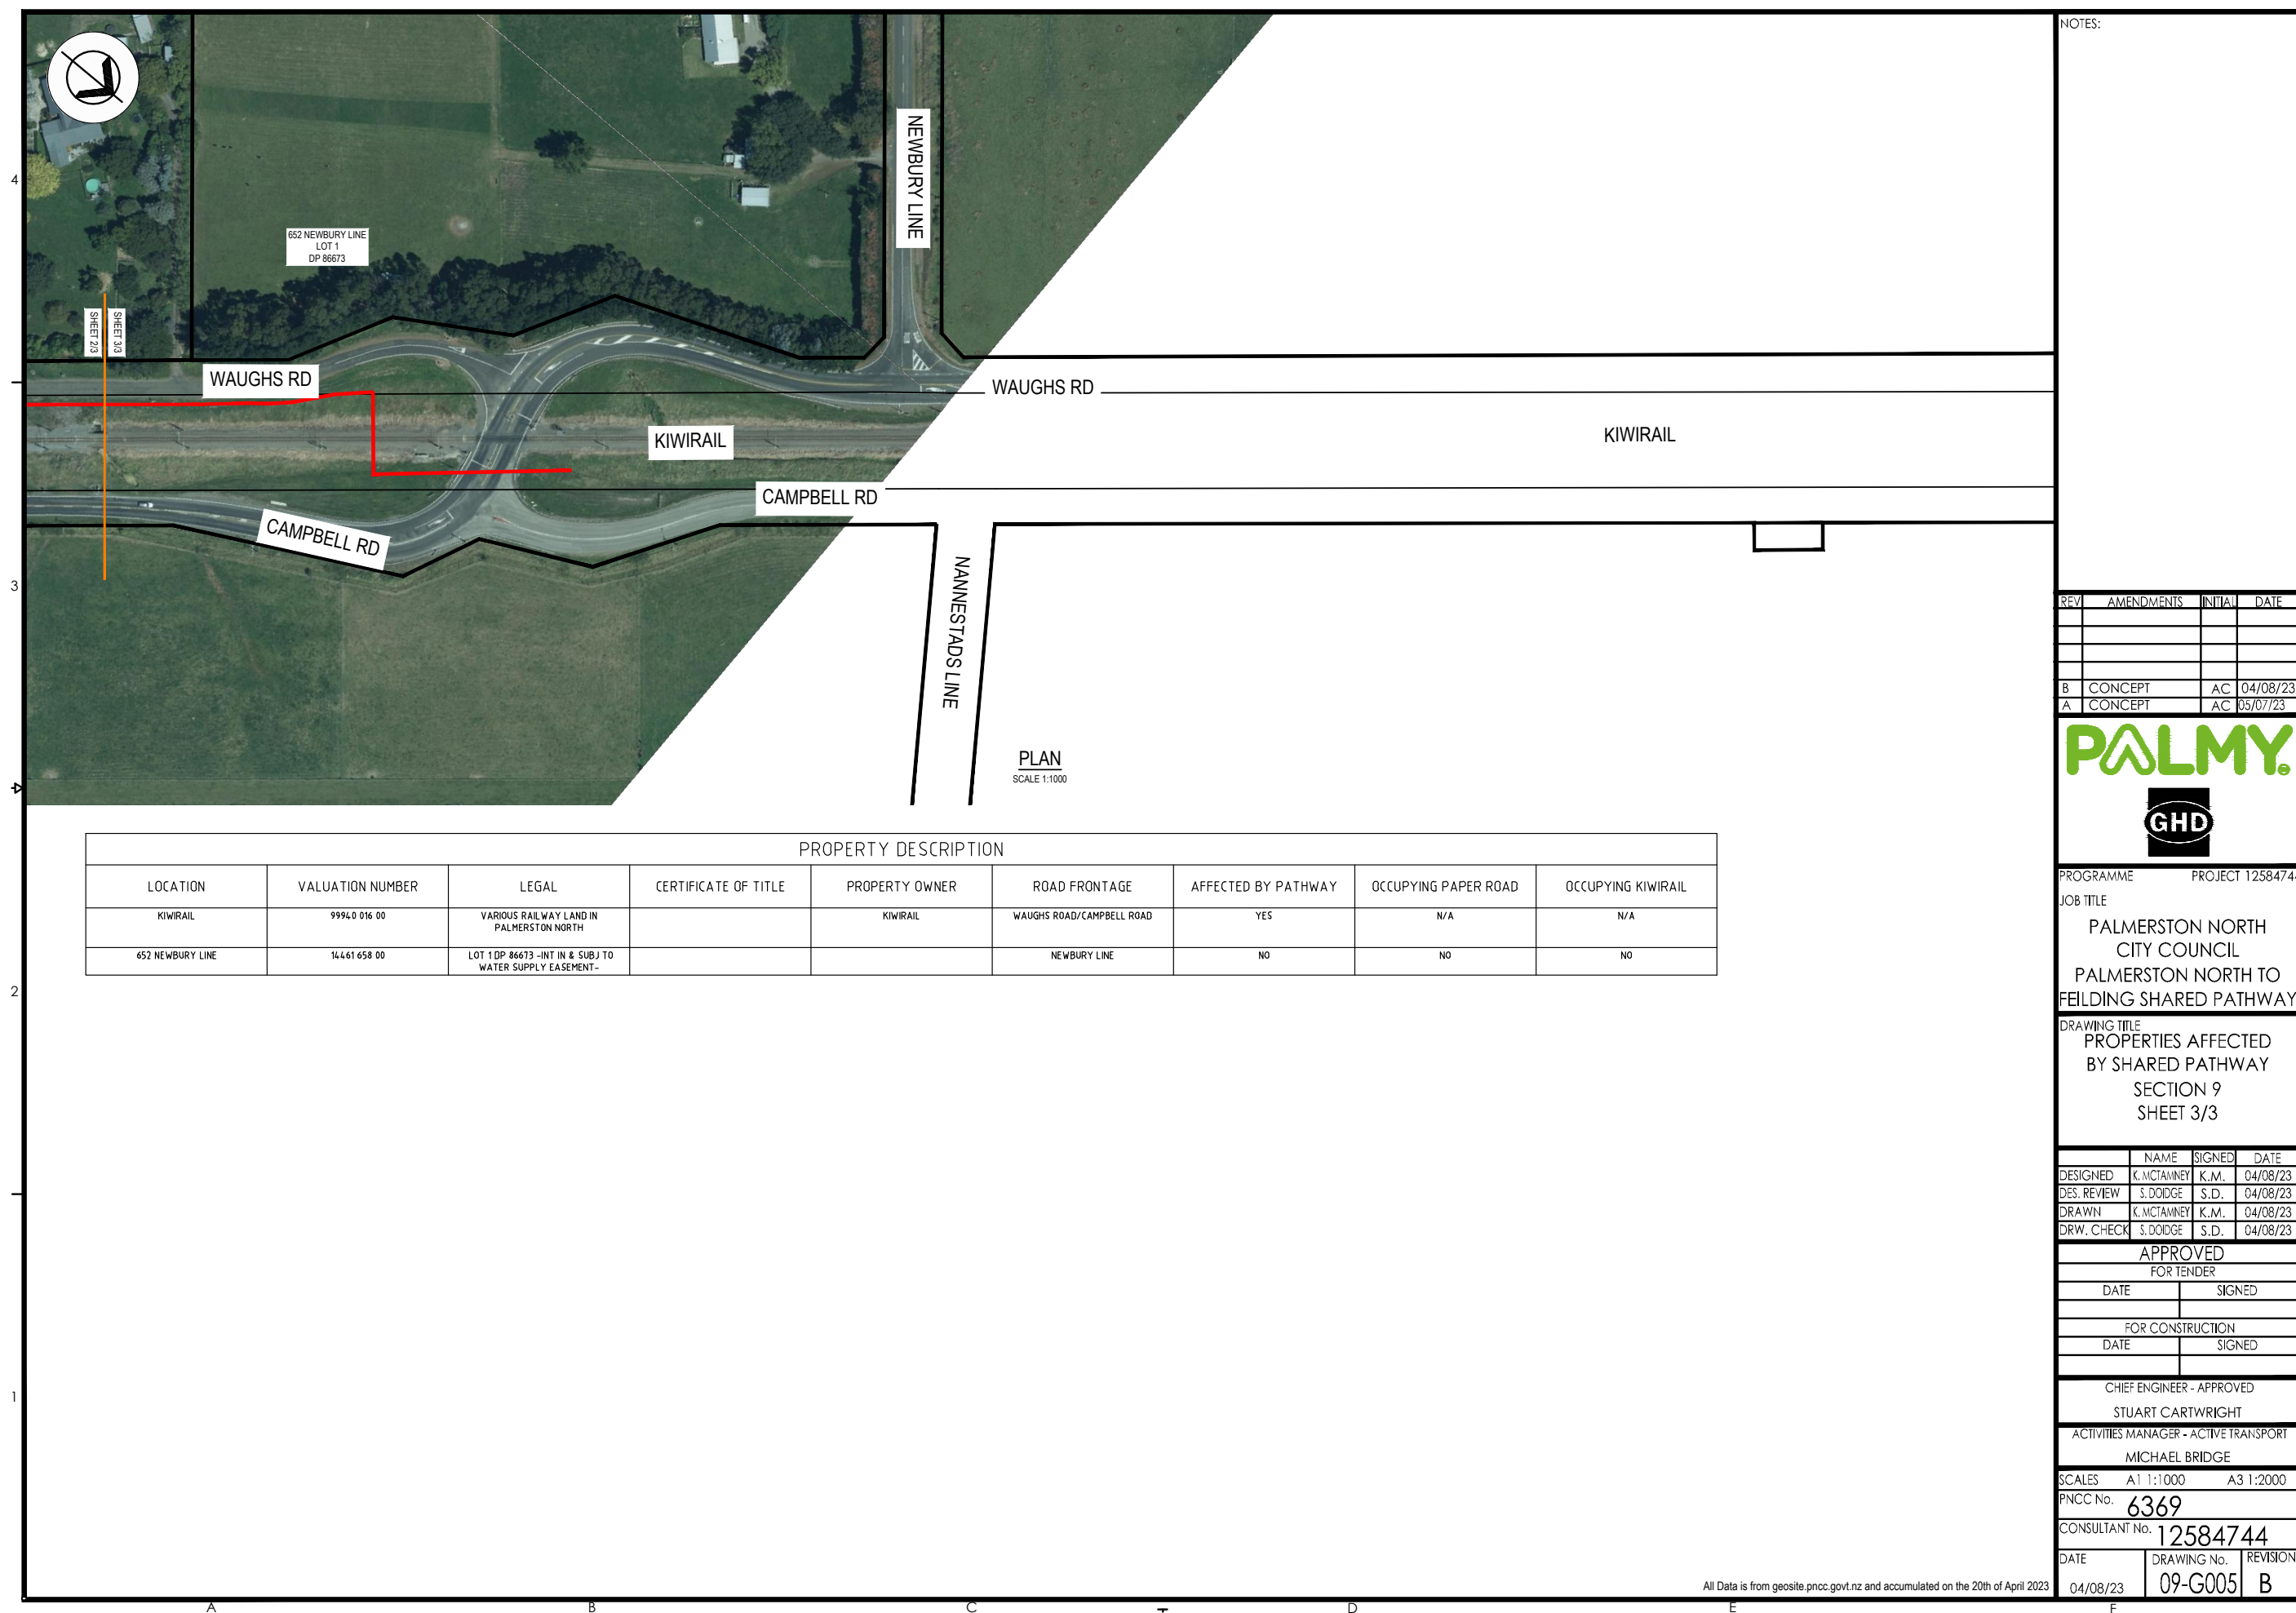 NEWBURY LINE
652 NEWBURY LINE
LOT 1
DP 86673
SHEET 2/3
SHEET 3/3
WAUGHS RD
WAUGHS RD
KIWIRAIL
KIWIRAIL
CAMPBELL RD
CAMPBELL RD
NANNESTADS LINE
PLAN
SCALE 1:1000
PROPERTY DESCRIPTION
LOCATION VALUATION NUMBER LEGAL CERTIFICATE OF TITLE PROPERTY OWNER ROAD FRONTAGE AFFECTED BY PATHWAY OCCUPYING PAPER ROAD OCCUPYING KIWIRAIL
KIWIRAIL 99940 016 00 VARIOUS RAILWAY LAND IN KIWIRAIL WAUGHS ROAD/CAMPBELL ROAD YES N/A N/A
PALMERSTON NORTH
652 NEWBURY LINE 14461 658 00 LOT 1 DP 86673 -INT IN & SUBJ TO NEWBURY LINE NO NO NO
WATER SUPPLY EASEMENT-
All Data is from geosite.pncc.govt.nz and accumulated on the 20th of April 2023
4
3
2
1
A B C D E F
NOTES:
REV AMENDMENTS INITIAL DATE
B CONCEPT AC 04/08/23
A CONCEPT AC 05/07/23
PALMY.
GHD
PROGRAMME PROJECT 1258474
JOB TITLE
PALMERSTON NORTH
CITY COUNCIL
PALMERSTON NORTH TO
FEILDING SHARED PATHWAY
DRAWING TITLE
PROPERTIES AFFECTED
BY SHARED PATHWAY
SECTION 9
SHEET 3/3
NAME SIGNED DATE
DESIGNED K. MCTAMNEY K.M. 04/08/23
DES. REVIEW S. DOIDGE S.D. 04/08/23
DRAWN K. MCTAMNEY K.M. 04/08/23
DRW. CHECK S. DOIDGE S.D. 04/08/23
APPROVED
FOR TENDER
DATE SIGNED
FOR CONSTRUCTION
DATE SIGNED
CHIEF ENGINEER - APPROVED
STUART CARTWRIGHT
ACTIVITIES MANAGER - ACTIVE TRANSPORT
MICHAEL BRIDGE
SCALES A1 1:1000 A3 1:2000
PNCC No. 6369
CONSULTANT No. 12584744
DATE DRAWING No. REVISION
04/08/23 09-G005 B